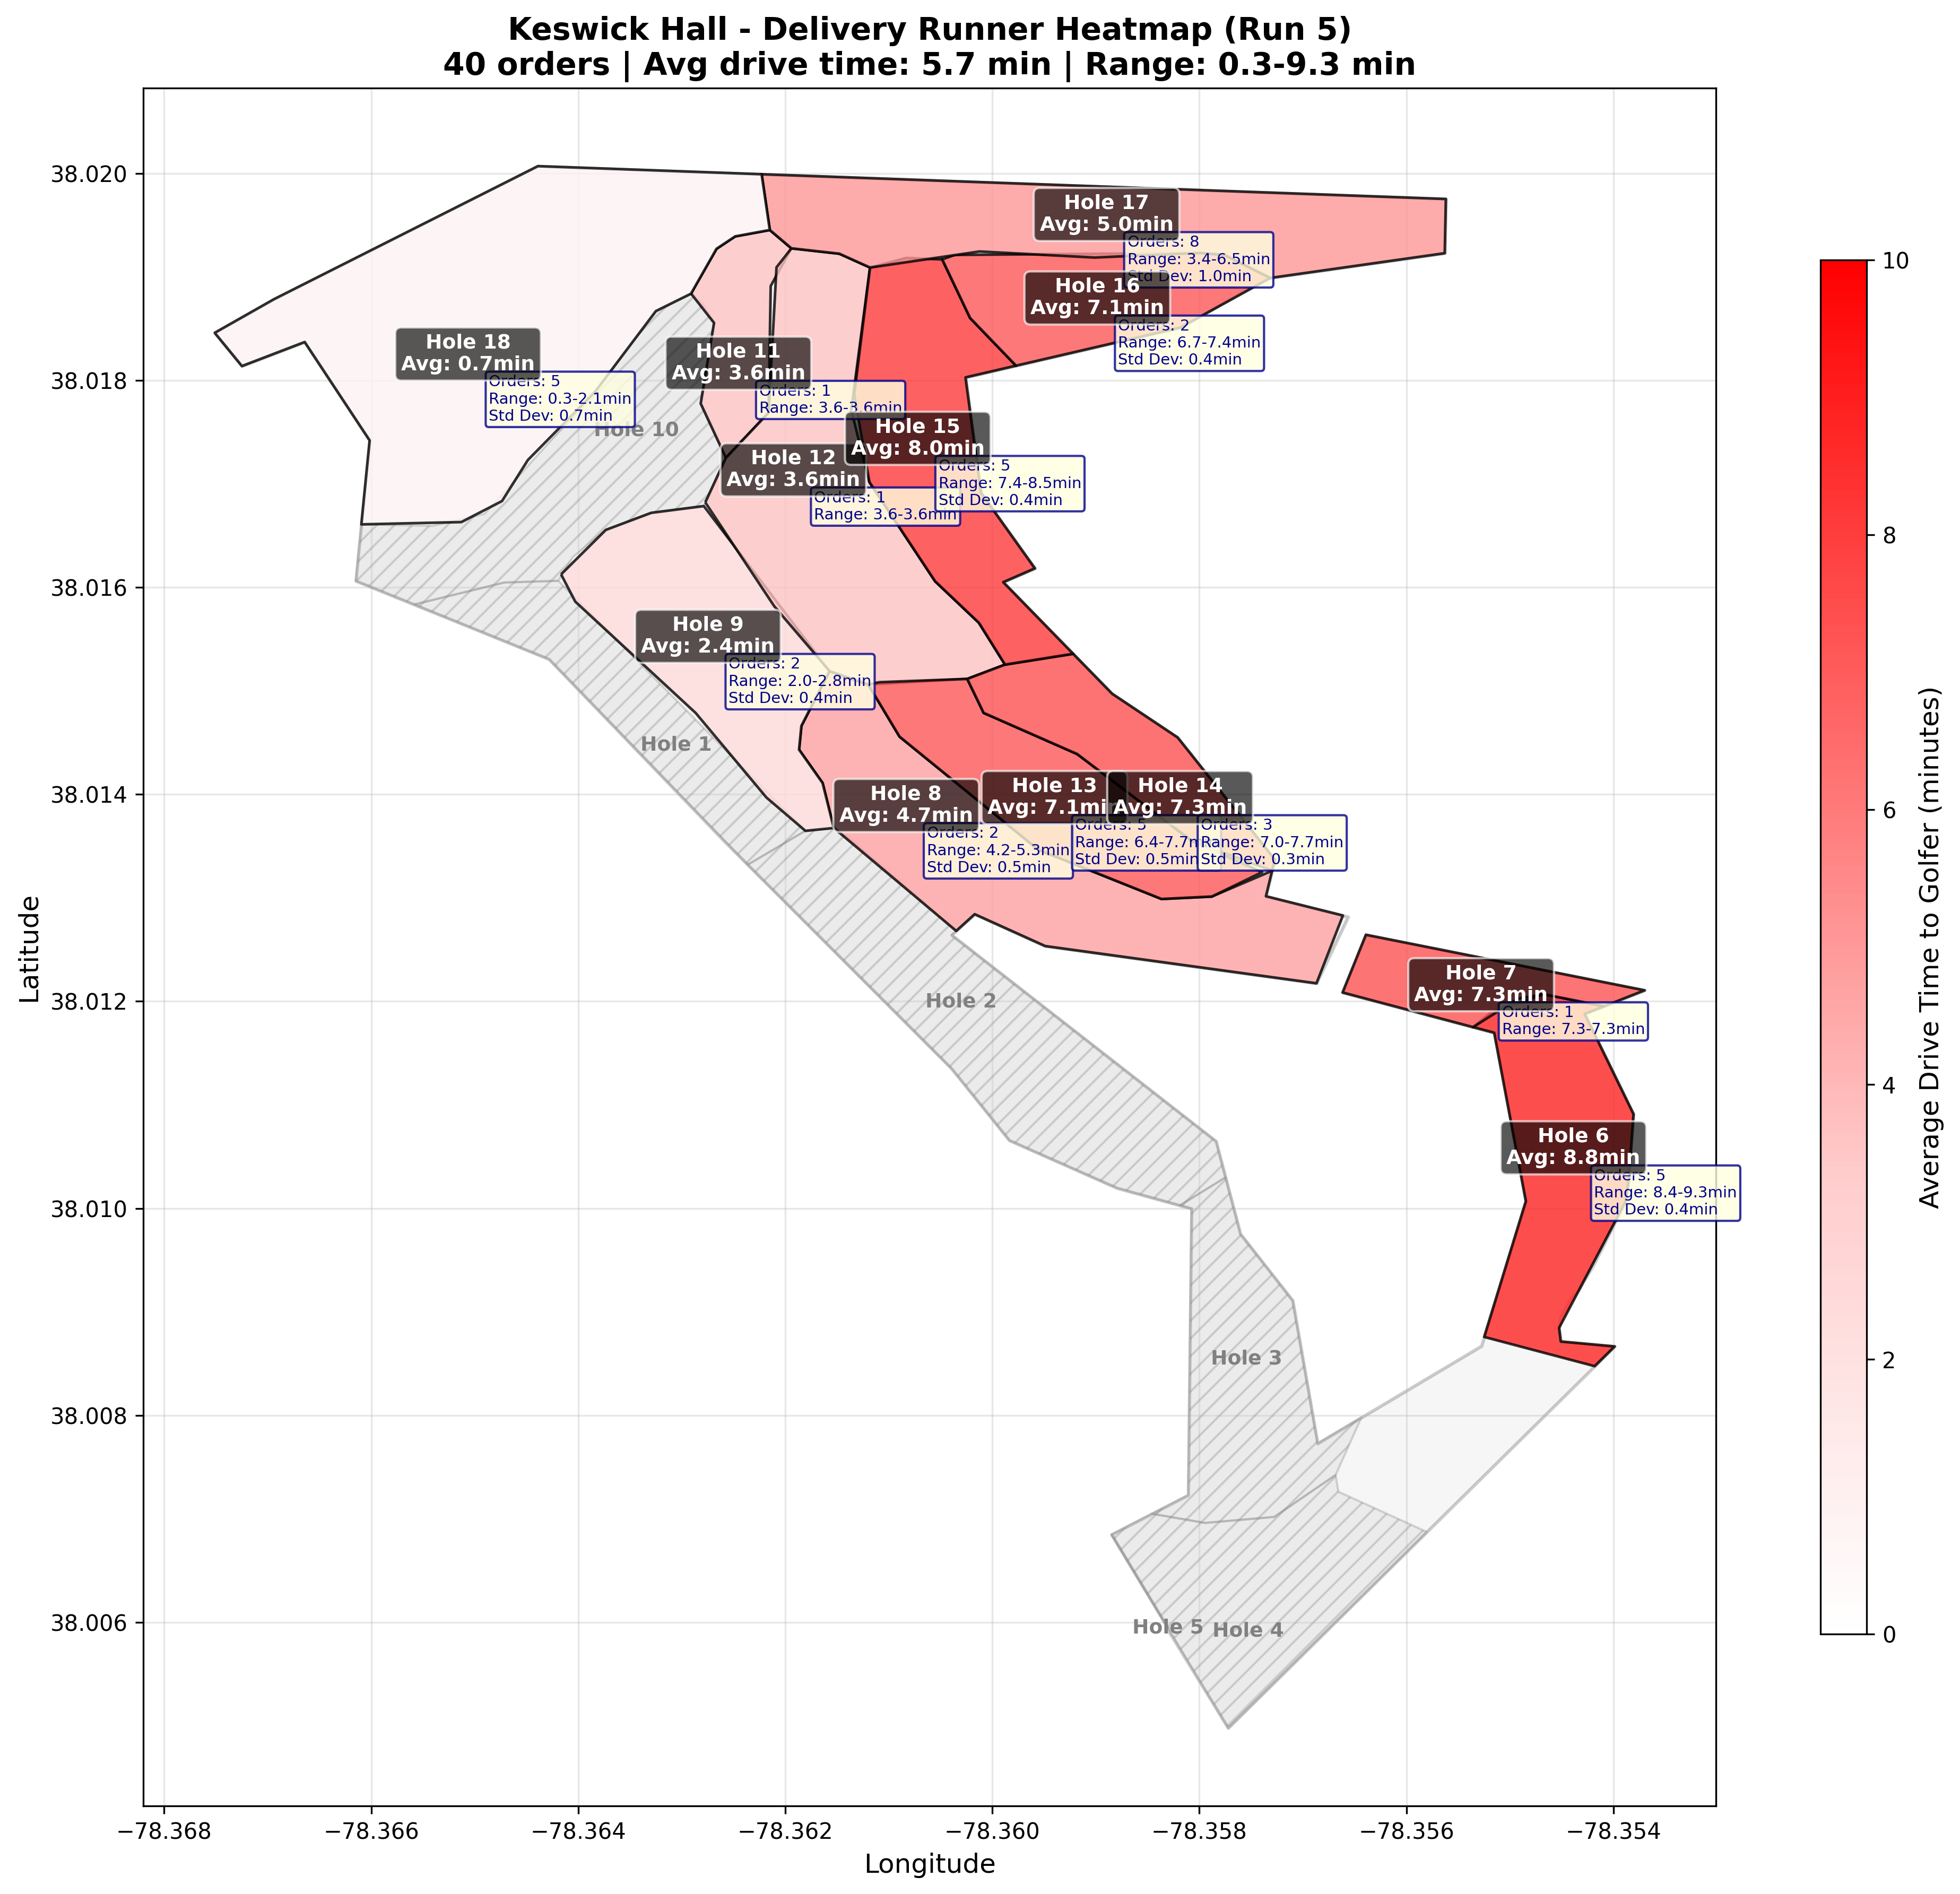 Keswick Hall - Delivery Runner Heatmap (Run 5)
40 orders | Avg drive time: 5.7 min | Range: 0.3-9.3 min
38.020
38.018
38.016
38.014
38.012
38.010
38.008
38.006
Latitude
−78.368
−78.366
−78.364
−78.362
−78.360
−78.358
−78.356
−78.354
Longitude
Hole 17
Avg: 5.0min
Orders: 8
Range: 3.4-6.5min
Std Dev: 1.0min
Hole 16
Avg: 7.1min
Orders: 2
Range: 6.7-7.4min
Std Dev: 0.4min
Hole 18
Avg: 0.7min
Orders: 5
Range: 0.3-2.1min
Std Dev: 0.7min
Hole 10
Hole 11
Avg: 3.6min
Orders: 1
Range: 3.6-3.6min
Hole 15
Avg: 8.0min
Orders: 5
Range: 7.4-8.5min
Std Dev: 0.4min
Hole 12
Avg: 3.6min
Orders: 1
Range: 3.6-3.6min
Hole 9
Avg: 2.4min
Orders: 2
Range: 2.0-2.8min
Std Dev: 0.4min
Hole 1
Hole 8
Avg: 4.7min
Orders: 2
Range: 4.2-5.3min
Std Dev: 0.5min
Hole 13
Avg: 7.1min
Orders: 5
Range: 6.4-7.7m
Std Dev: 0.5min
Hole 14
Avg: 7.3min
Orders: 3
Range: 7.0-7.7min
Std Dev: 0.3min
Hole 2
Hole 7
Avg: 7.3min
Orders: 1
Range: 7.3-7.3min
Hole 6
Avg: 8.8min
Orders: 5
Range: 8.4-9.3min
Std Dev: 0.4min
Hole 3
Hole 5
Hole 4
10
8
6
4
2
0
Average Drive Time to Golfer (minutes)